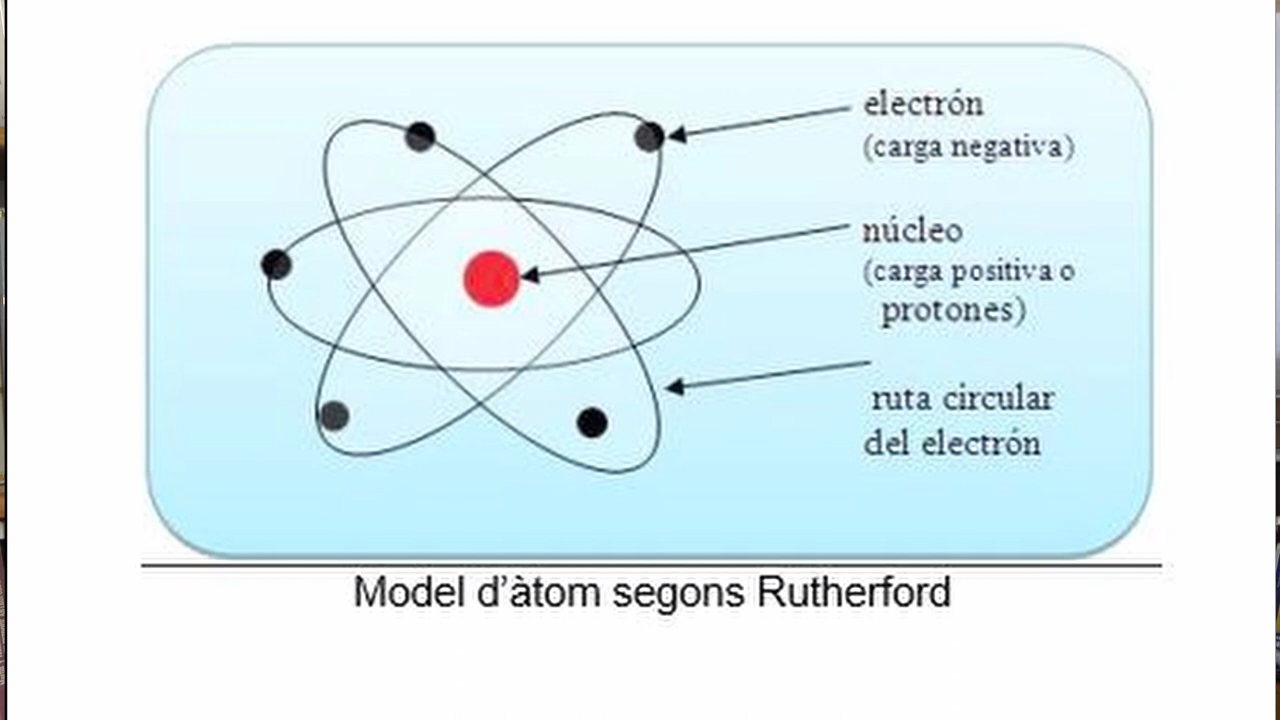 electrón
(carga negativa)
núcleo
(carga positiva o
protones)
ruta circular
del electrón
Model d'àtom segons Rutherford